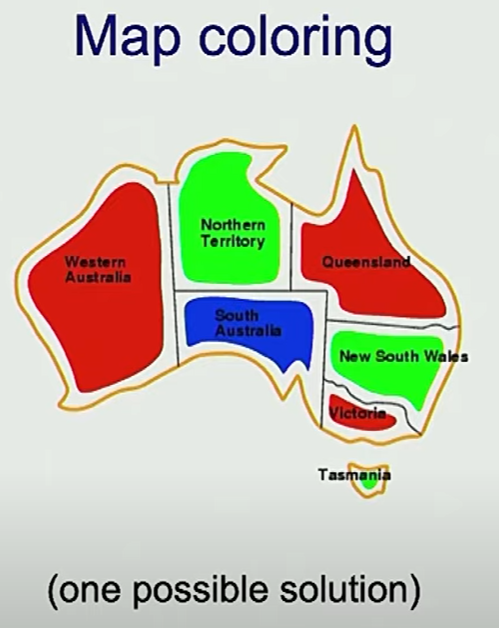 Map coloring
Northern
Territory
Western
Australia
Queensland
South
Australia
New South Wales
Victoria
Tasmania
(one possible solution)